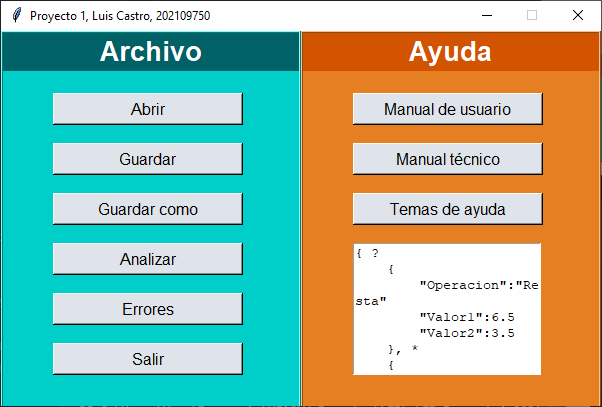 Proyecto 1, Luis Castro, 202109750
Archivo
Abrir
Guardar
Guardar como
Analizar
Errores
Salir
Ayuda
Manual de usuario
Manual técnico
Temas de ayuda
{ ?
    {
        "Operacion":"Re
sta"
        "Valor1":6.5
        "Valor2":3.5
    }, *
    {